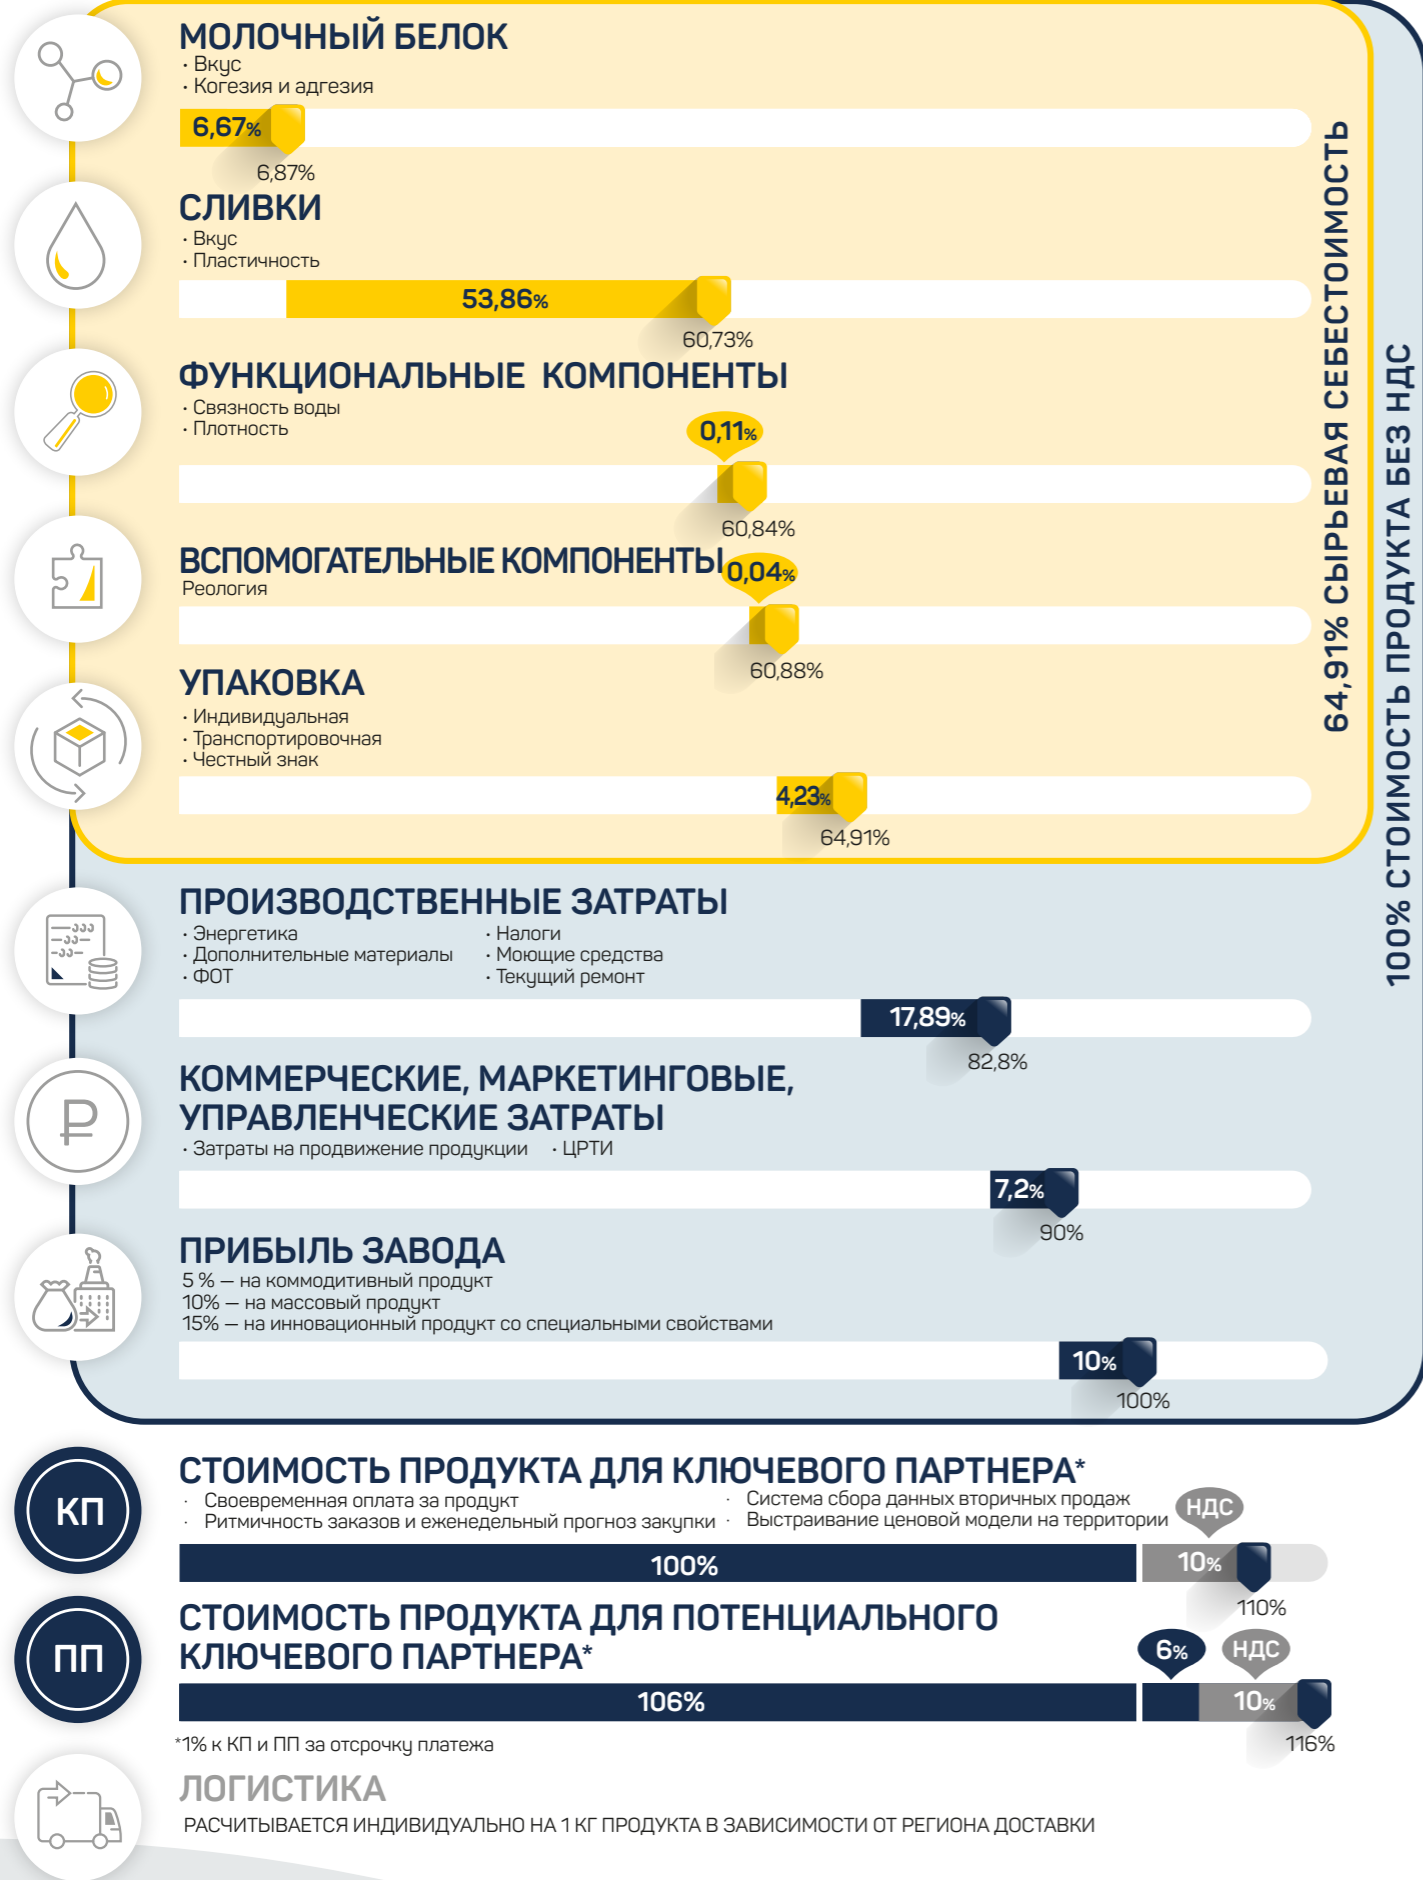 МОЛОЧНЫЙ БЕЛОК
· Вкус
· Когезия и адгезия
6,67%
6,87%
СЛИВКИ
· Вкус
· Пластичность
53,86%
60,73%
ФУНКЦИОНАЛЬНЫЕ КОМПОНЕНТЫ
· Связность воды
· Плотность
0,11%
60,84%
ВСПОМОГАТЕЛЬНЫЕ КОМПОНЕНТЫ
0,04%
Реология
60,88%
УПАКОВКА
· Индивидуальная
· Транспортировочная
· Честный знак
4,23%
64,91%
64,91% СЫРЬЕВАЯ СЕБЕСТОИМОСТЬ
100% СТОИМОСТЬ ПРОДУКТА БЕЗ НДС
ПРОИЗВОДСТВЕННЫЕ ЗАТРАТЫ
· Энергетика
· Дополнительные материалы
· ФОТ
· Налоги
· Моющие средства
· Текущий ремонт
17,89%
82,8%
КОММЕРЧЕСКИЕ, МАРКЕТИНГОВЫЕ,
УПРАВЛЕНЧЕСКИЕ ЗАТРАТЫ
· Затраты на продвижение продукции · ЦРТИ
7,2%
90%
ПРИБЫЛЬ ЗАВОДА
5 % — на коммодитивный продукт
10% — на массовый продукт
15% — на инновационный продукт со специальными свойствами
10%
100%
КП
СТОИМОСТЬ ПРОДУКТА ДЛЯ КЛЮЧЕВОГО ПАРТНЕРА*
· Своевременная оплата за продукт
· Ритмичность заказов и еженедельный прогноз закупки
· Система сбора данных вторичных продаж
· Выстраивание ценовой модели на территории
НДС
100%
10%
110%
ПП
СТОИМОСТЬ ПРОДУКТА ДЛЯ ПОТЕНЦИАЛЬНОГО
КЛЮЧЕВОГО ПАРТНЕРА*
6%
НДС
106%
10%
116%
*1% к КП и ПП за отсрочку платежа
ЛОГИСТИКА
РАСЧИТЫВАЕТСЯ ИНДИВИДУАЛЬНО НА 1 КГ ПРОДУКТА В ЗАВИСИМОСТИ ОТ РЕГИОНА ДОСТАВКИ